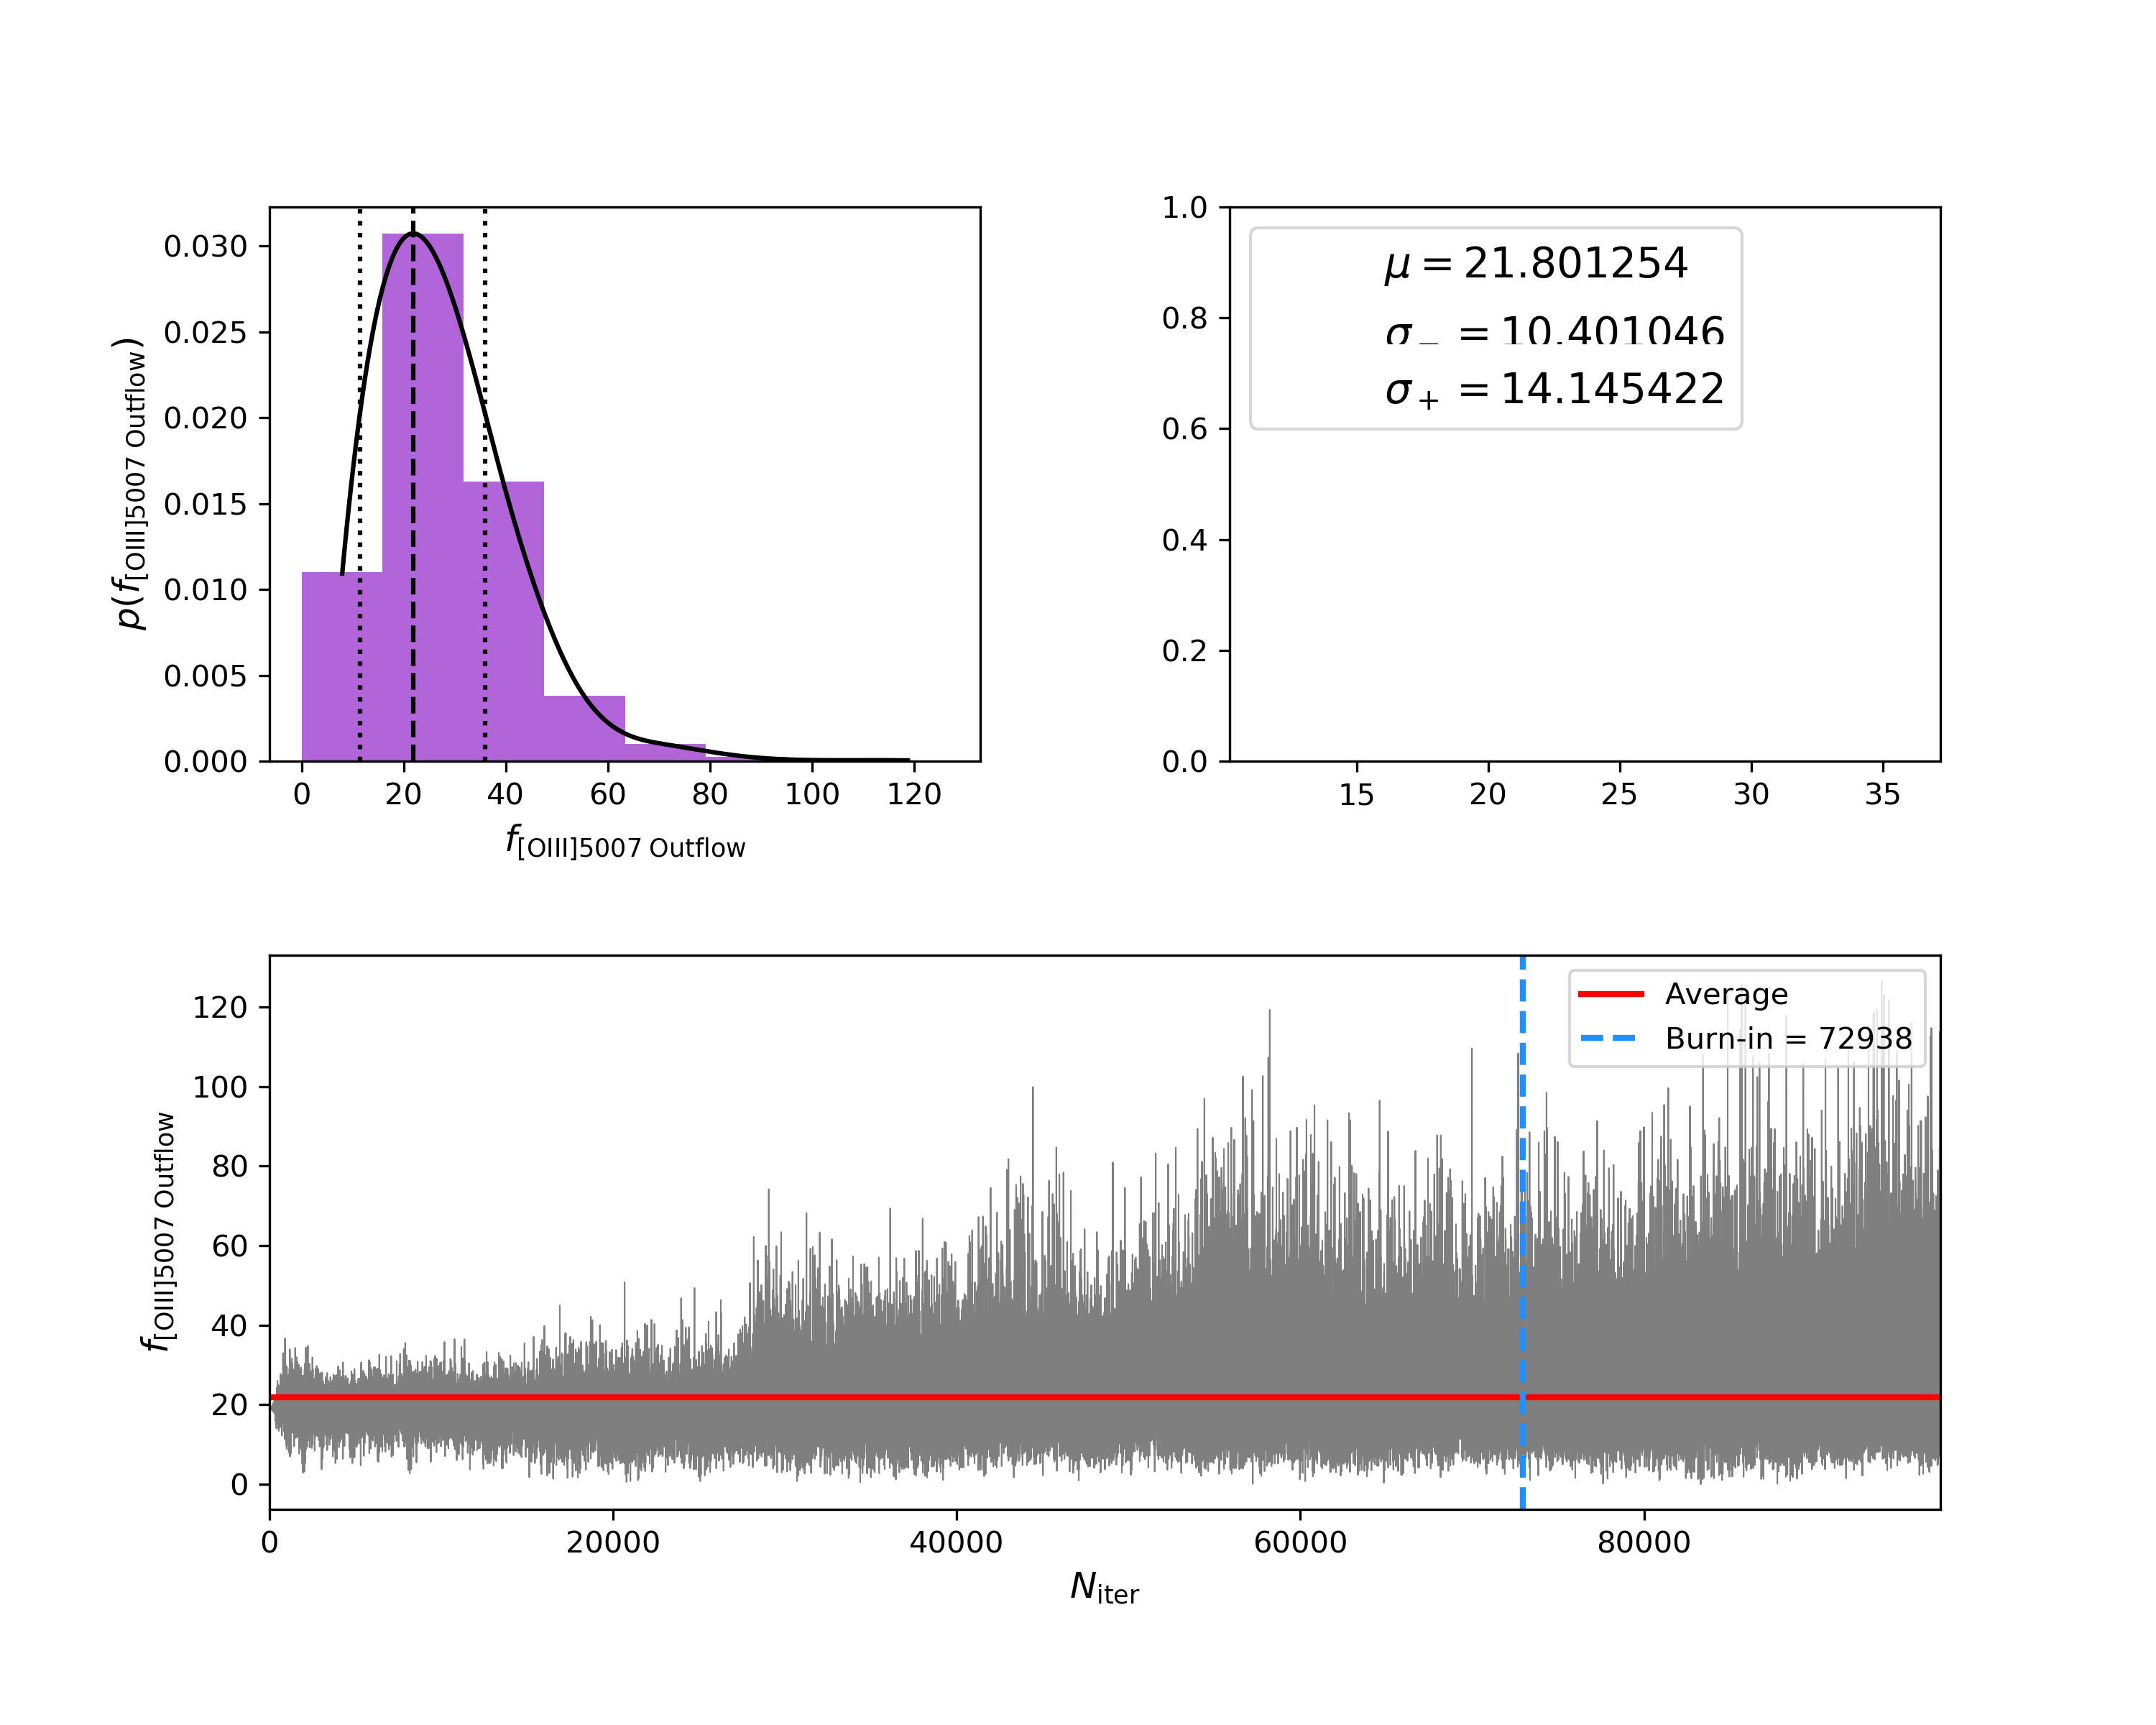 0.030
0.025
0.020
0.015
0.010
0.005
0.000
p(f[OIII]5007 Outflow)
0 20 40 60 80 100 120
f[OIII]5007 Outflow
1.0
0.8
0.6
0.4
0.2
0.0
μ = 21.801254
σ− = 10.401046
σ+ = 14.145422
15 20 25 30 35
120
100
80
60
40
20
0
f[OIII]5007 Outflow
Average
Burn-in = 72938
0 20000 40000 60000 80000
Niter